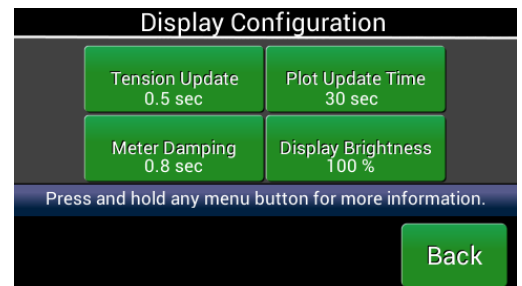 Display Configuration
Tension Update
0.5 sec
Plot Update Time
30 sec
Meter Damping
0.8 sec
Display Brightness
100 %
Press and hold any menu button for more information.
Back